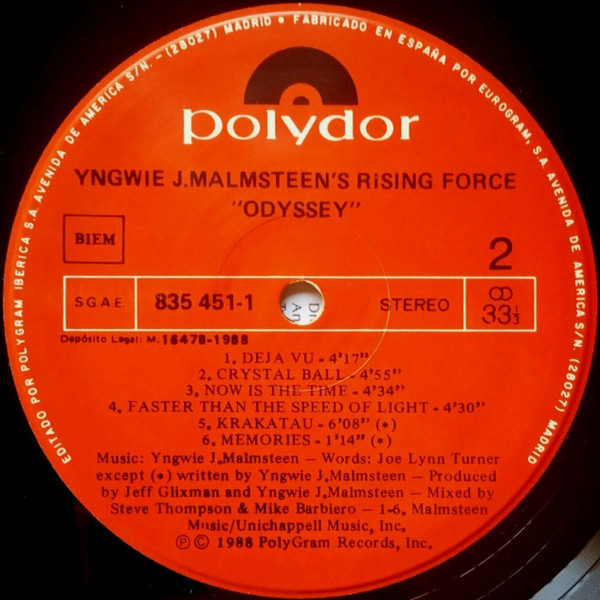 EDITADO POR POLYGRAM IBERICA S.A. AVENIDA DE AMERICA S/N. - (28027) MADRID • FABRICADO EN ESPAÑA POR EUROGRAM, S.A. AVENIDA DE AMERICA S/N. (28027) MADRID
polydor
YNGWIE J.MALMSTEEN'S RiSING FORCE
"ODYSSEY"
BIEM
2
S.G.A.E 835 451-1 STEREO 33 1/3
Depósito Legal: M. 16478-1988
1. DEJA VU - 4'17"
2. CRYSTAL BALL - 4'55"
3. NOW IS THE TIME - 4'34"
4. FASTER THAN THE SPEED OF LIGHT - 4'30"
5. KRAKATAU - 6'08" (•)
6. MEMORIES - 1'14" (•)
Music: Yngwie J.Malmsteen - Words: Joe Lynn Turner
except (•) written by Yngwie J.Malmsteen - Produced
by Jeff Glixman and Yngwie J.Malmsteen - Mixed by
Steve Thompson & Mike Barbiero - 1-6. Malmsteen
Music/Unichappell Music, Inc.
Ⓟ © 1988 PolyGram Records, Inc.